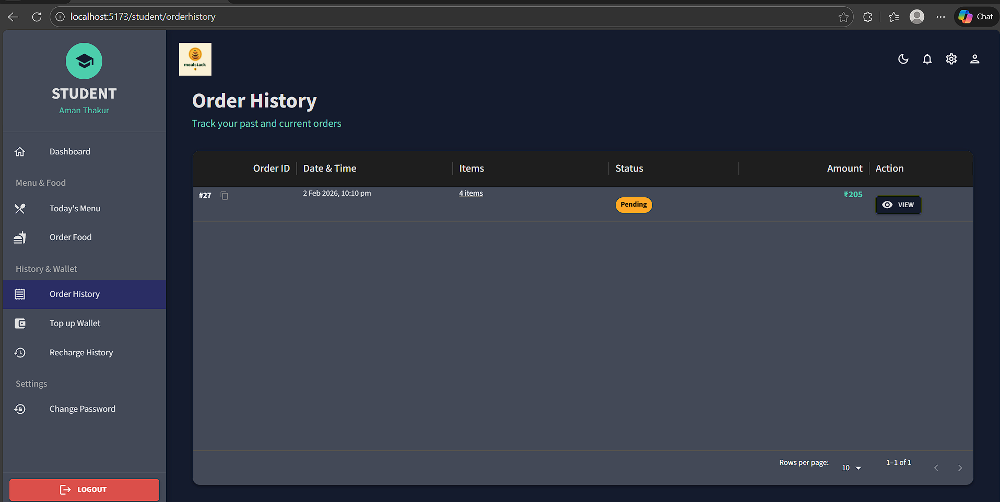 localhost:5173/student/orderhistory
Chat
STUDENT
Aman Thakur
Dashboard
Menu & Food
Today's Menu
Order Food
History & Wallet
Order History
Top up Wallet
Recharge History
Settings
Change Password
LOGOUT
mealstack
Order History
Track your past and current orders
Order ID Date & Time Items Status Amount Action
#27 2 Feb 2026, 10:10 pm 4 items Pending ₹205 VIEW
Rows per page: 10 1–1 of 1